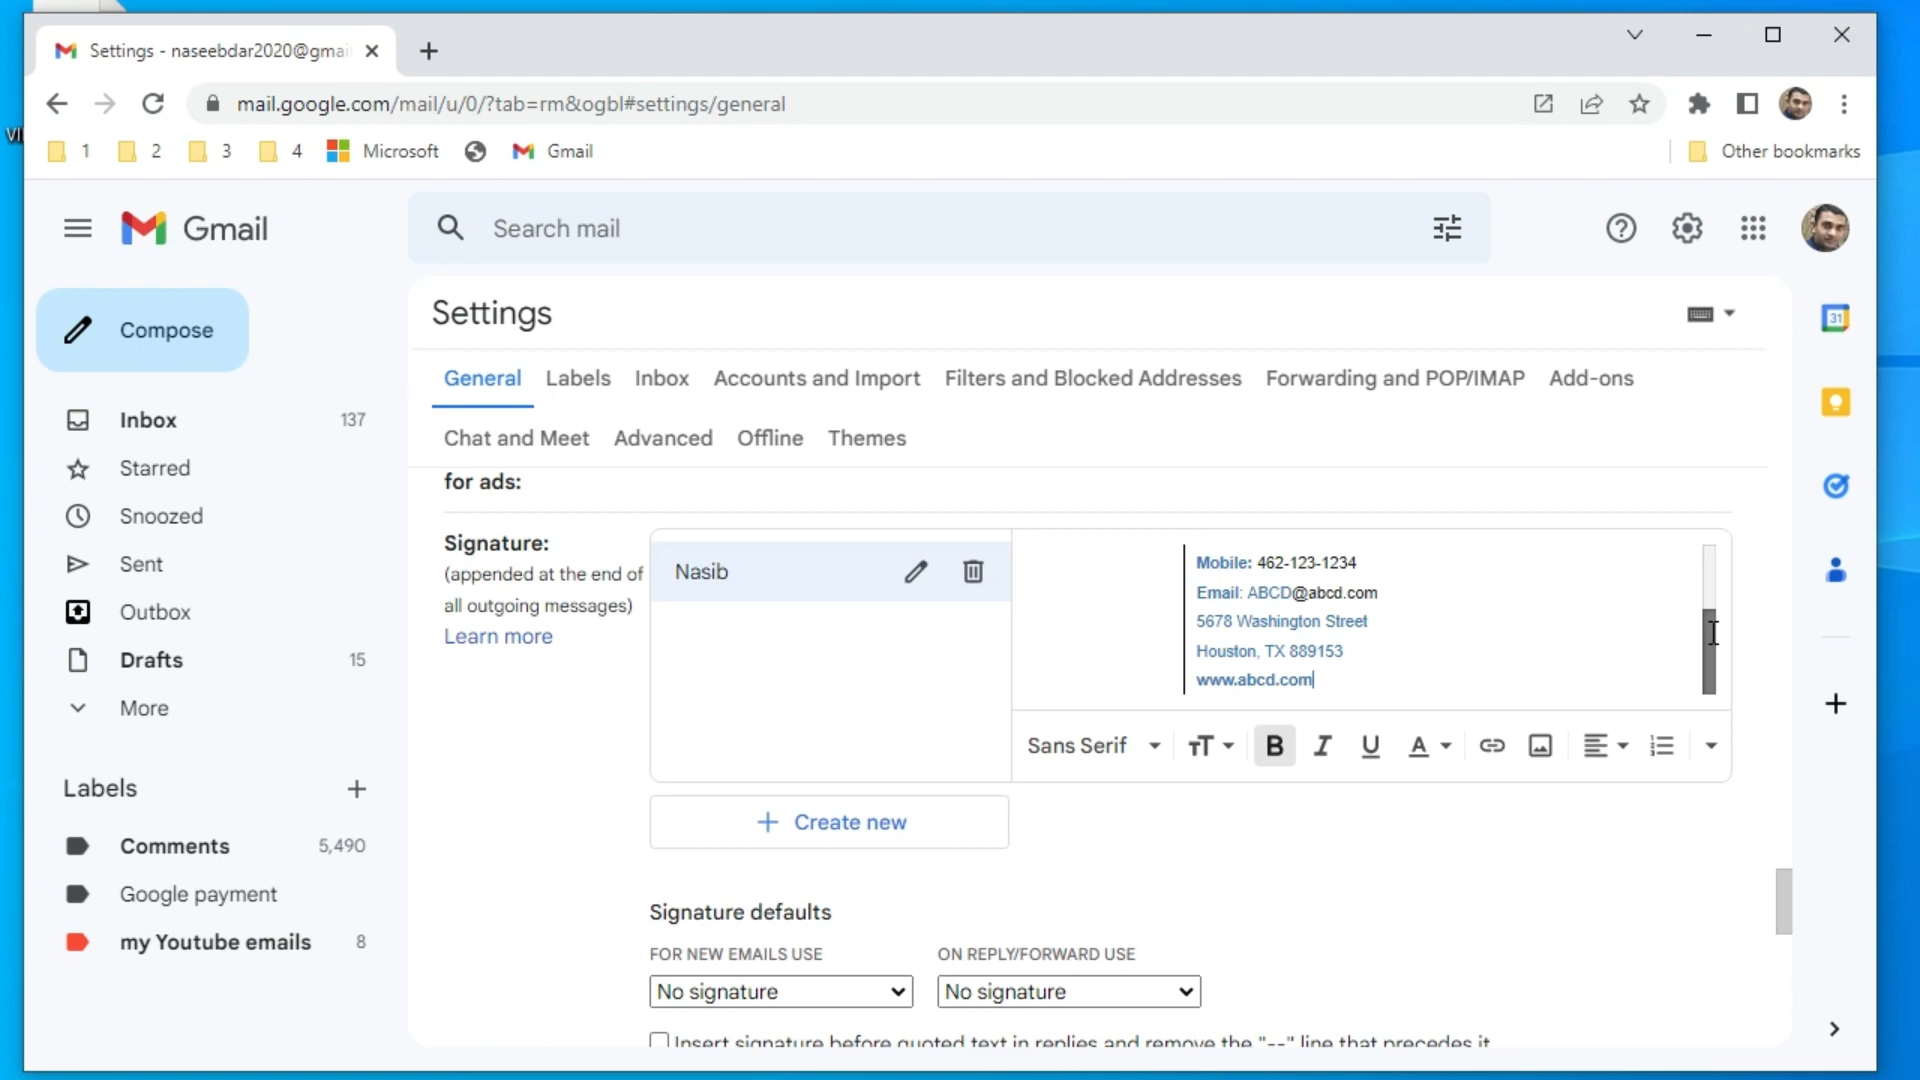 Settings - naseebdar2020@gmai
mail.google.com/mail/u/0/?tab=rm&ogbl#settings/general
1 2 3 4 Microsoft Gmail Other bookmarks
Gmail
Search mail
Compose
Inbox 137
Starred
Snoozed
Sent
Outbox
Drafts 15
More
Labels
Comments 5,490
Google payment
my Youtube emails 8
Settings
General Labels Inbox Accounts and Import Filters and Blocked Addresses Forwarding and POP/IMAP Add-ons
Chat and Meet Advanced Offline Themes
for ads:
Signature:
(appended at the end of
all outgoing messages)
Learn more
Nasib
Mobile: 462-123-1234
Email: ABCD@abcd.com
5678 Washington Street
Houston, TX 889153
www.abcd.com
Sans Serif
Create new
Signature defaults
FOR NEW EMAILS USE ON REPLY/FORWARD USE
No signature No signature
Insert signature before quoted text in replies and remove the "--" line that precedes it.
31
VI